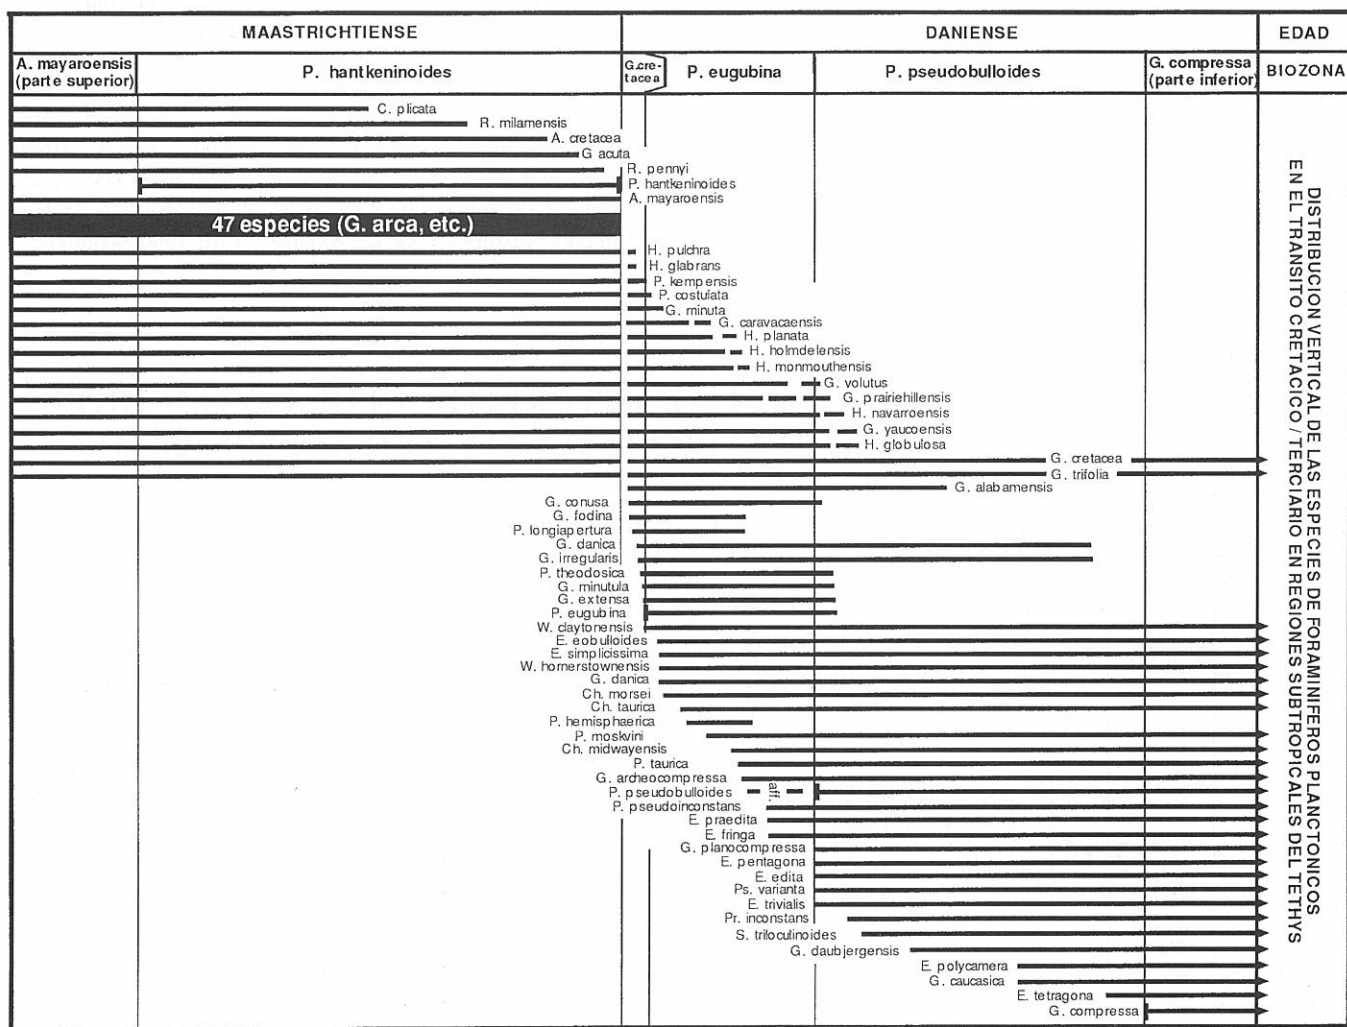 MAASTRICHTIENSE
DANIENSE
EDAD
A. mayaroensis
(parte superior)
P. hantkeninoides
G.cre-
tacea
P. eugubina
P. pseudobulloides
G. compressa
(parte inferior)
BIOZONA
C. plicata
R. milamensis
A. cretacea
G acuta
R. pennyi
P. hantkeninoides
A. mayaroensis
47 especies (G. arca, etc.)
H. pulchra
H. glabrans
P. kempensis
P. costulata
G. minuta
G. caravacaensis
H. planata
H. holmdelensis
H. monmouthensis
G. volutus
G. prairiehillensis
H. navarroensis
G. yaucoensis
H. globulosa
G. cretacea
G. trifolia
G. alabamensis
G. conusa
G. fodina
P. longiapertura
G. danica
G. irregularis
P. theodosica
G. minutula
G. extensa
P. eugubina
W. claytonensis
E. eobulloides
E. simplicissima
W. hornerstownensis
G. danica
Ch. morsei
Ch. taurica
P. hemisphaerica
P. moskvini
Ch. midwayensis
P. taurica
G. archeocompressa
P. pseudobulloides
aff.
P. pseudoinconstans
E. praedita
E. fringa
G. planocompressa
E. pentagona
E. edita
Ps. varianta
E. trivialis
Pr. inconstans
S. triloculinoides
G. daubjergensis
E. polycamera
G. caucasica
E. tetragona
G. compressa
DISTRIBUCION VERTICAL DE LAS ESPECIES DE FORAMINIFEROS PLANCTONICOS
EN EL TRANSITO CRETACICO / TERCIARIO EN REGIONES SUBTROPICALES DEL TETHYS